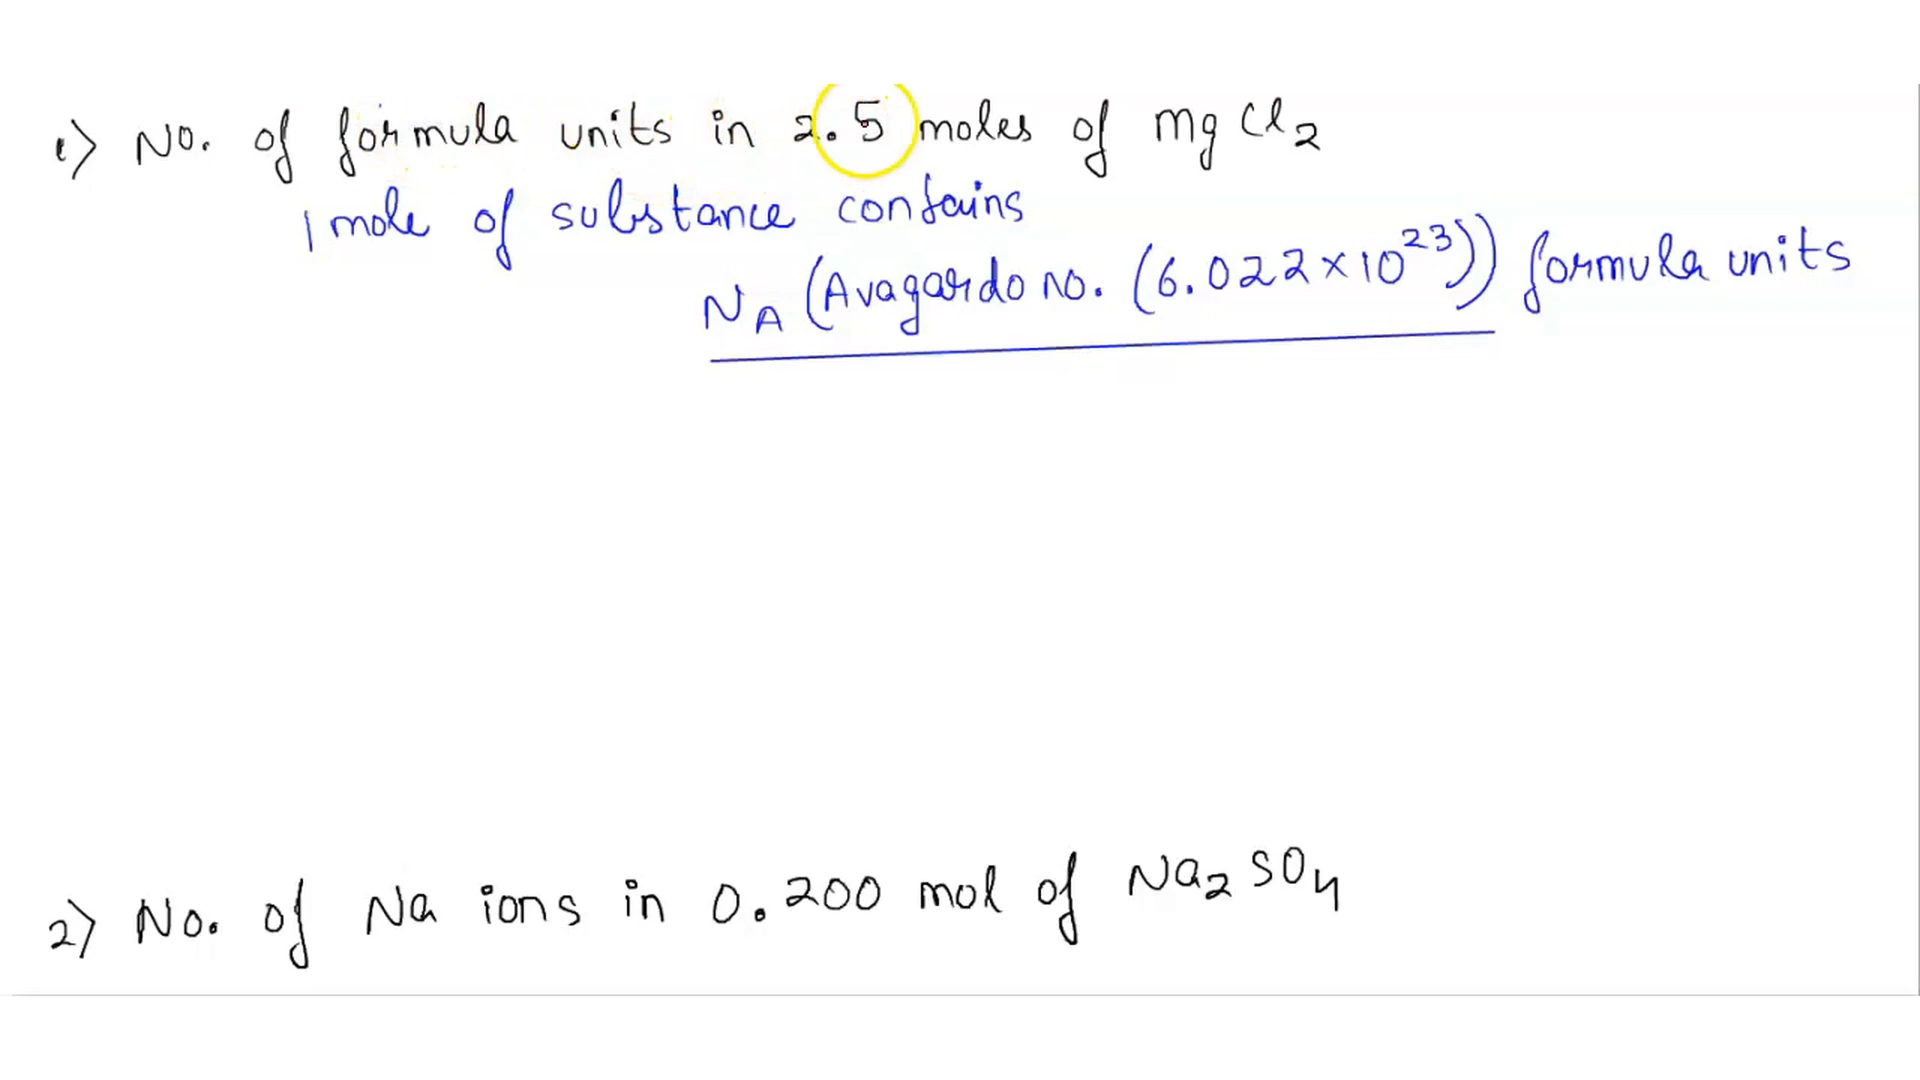 1) No. of formula units in 2.5 moles of mgCl2
1 mole of substance contains
NA (Avagardo no. (6.022×10^23)) formula units
2) No. of Na ions in 0.200 mol of Na2SO4